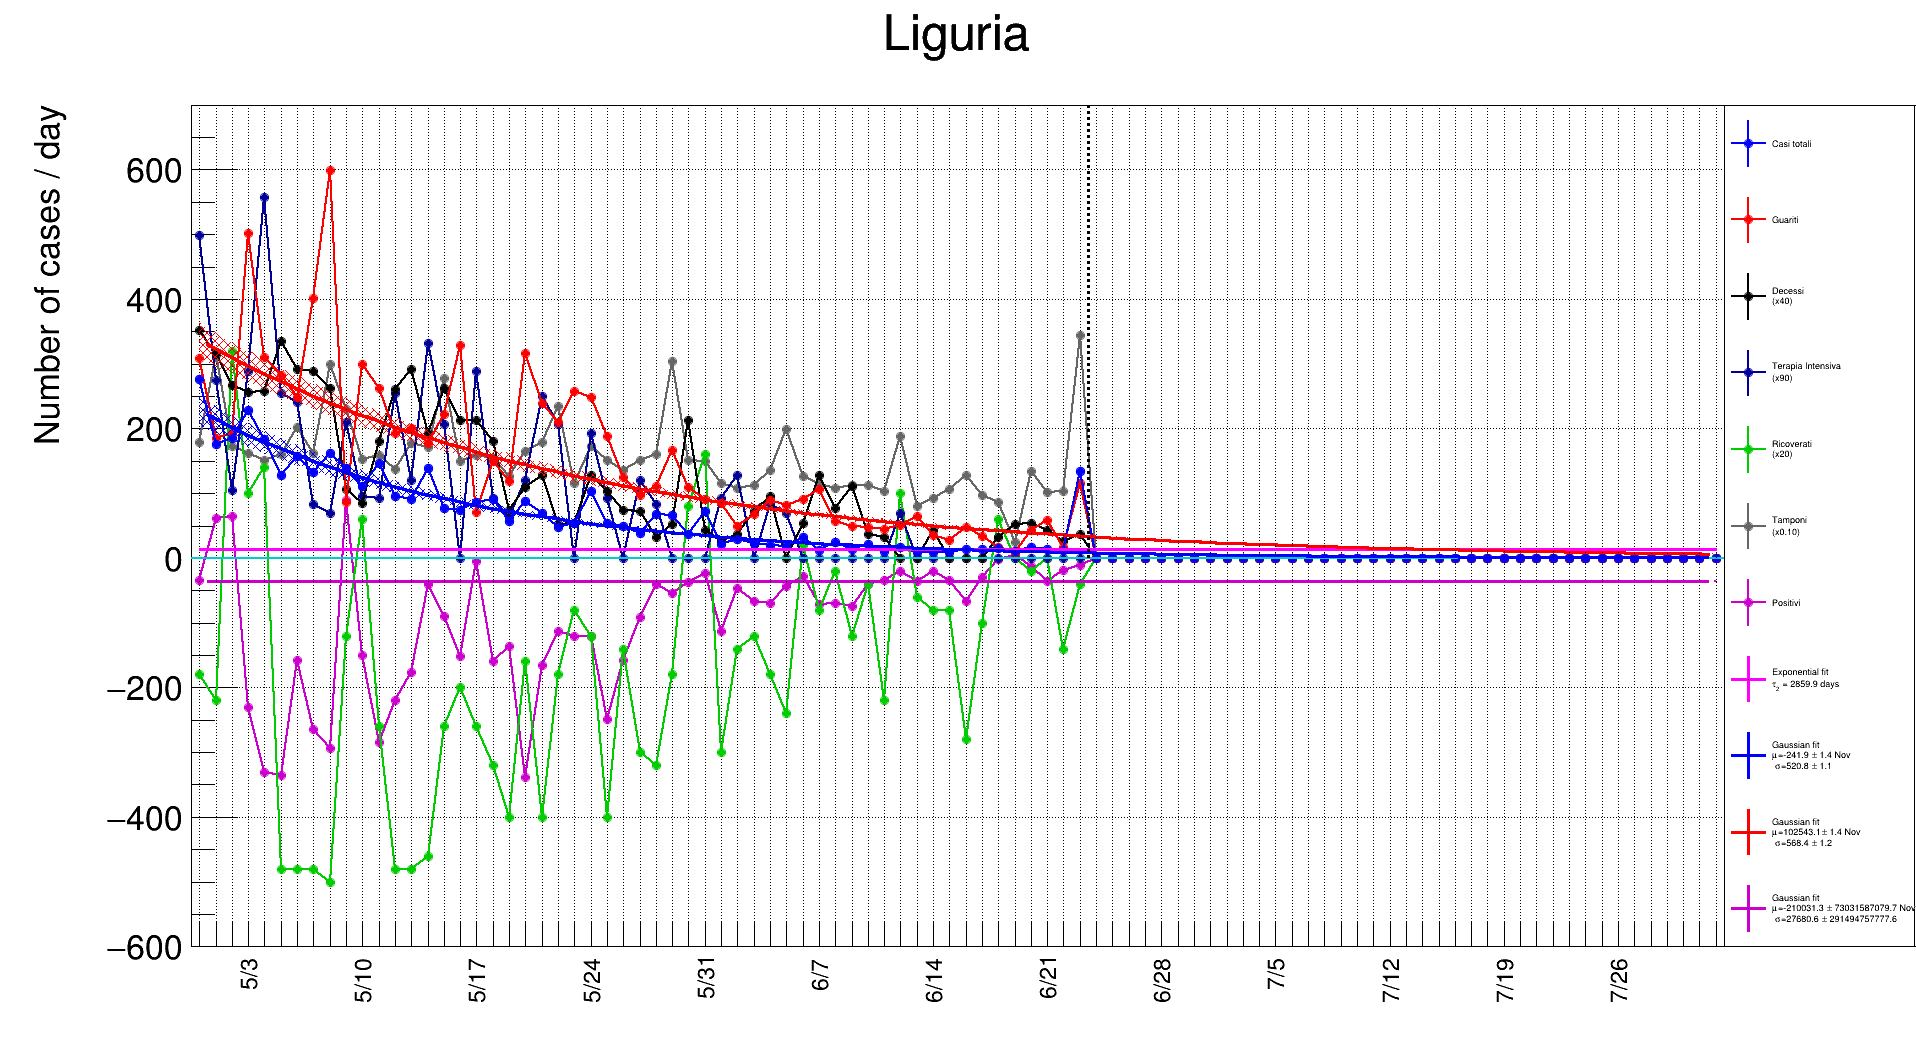 Liguria
Number of cases / day
600
400
200
0
−200
−400
−600
5/3
5/10
5/17
5/24
5/31
6/7
6/14
6/21
6/28
7/5
7/12
7/19
7/26
Casi totali
Guariti
Decessi
(x40)
Terapia Intensiva
(x90)
Ricoverati
(x20)
Tamponi
(x0.10)
Positivi
Exponential fit
τ₂ = 2859.9 days
Gaussian fit
μ=-241.9 ± 1.4 Nov
σ=520.8 ± 1.1
Gaussian fit
μ=102543.1 ± 1.4 Nov
σ=568.4 ± 1.2
Gaussian fit
μ=-210031.3 ± 73031587079.7 Nov
σ=27680.6 ± 291494757777.6